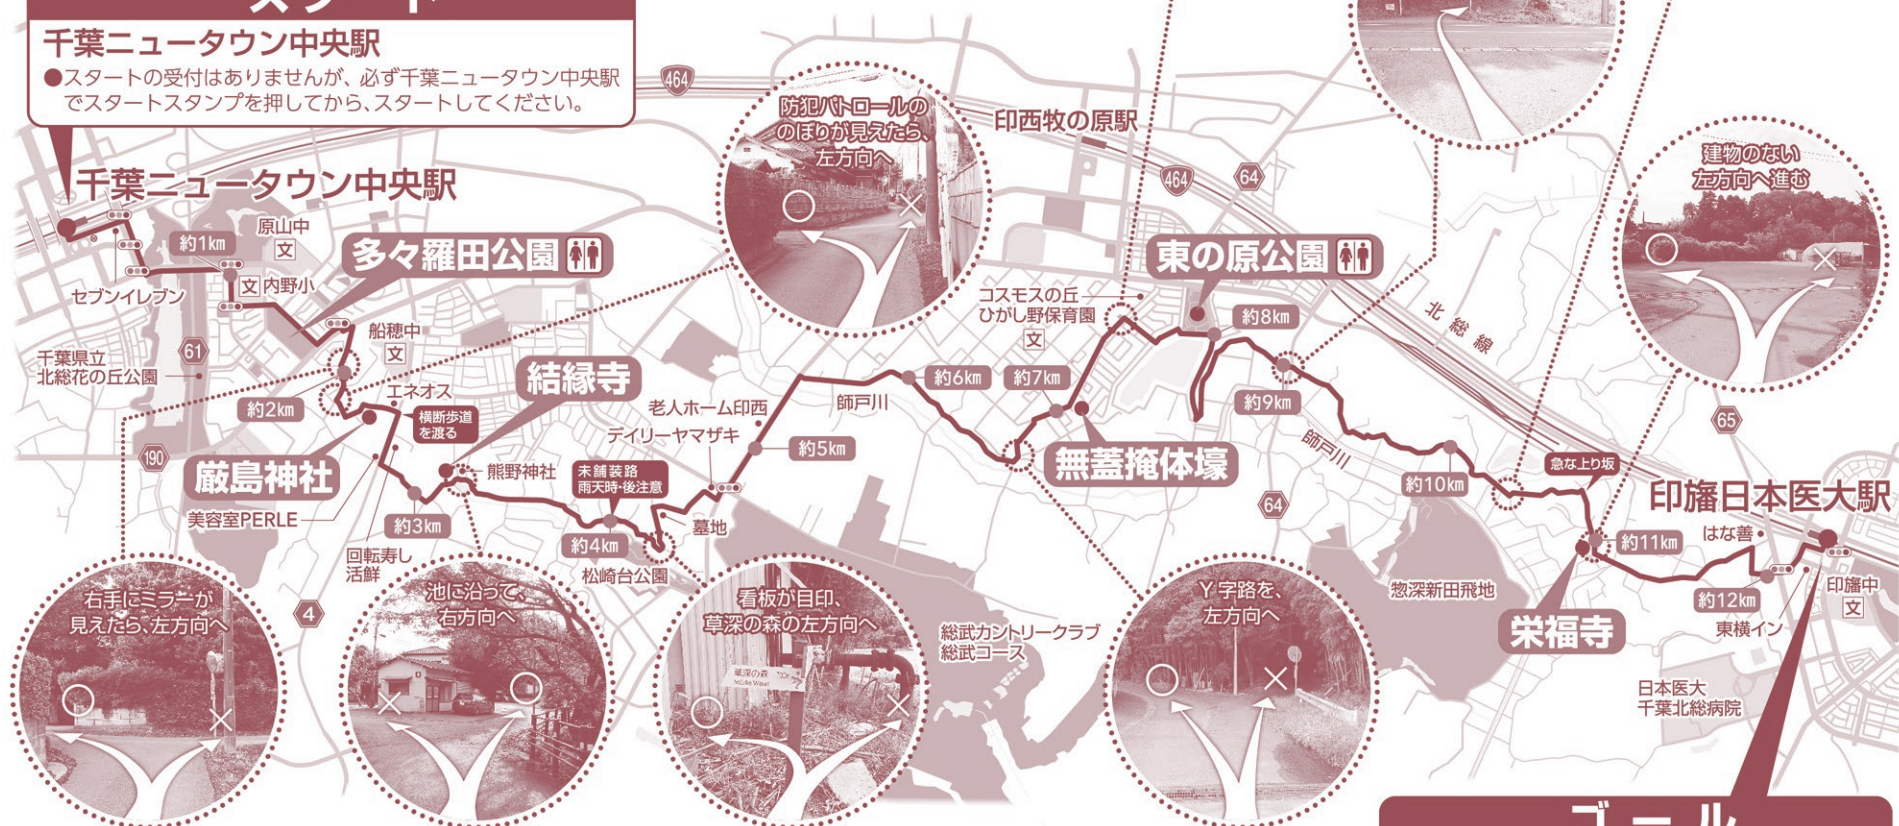 スタート
千葉ニュータウン中央駅
●スタートの受付はありませんが、必ず千葉ニュータウン中央駅
でスタートスタンプを押してから、スタートしてください。
464
防犯パトロールの
のぼりが見えたら、
左方向へ
印西牧の原駅
464
64
建物のない
左方向へ進む
千葉ニュータウン中央駅
約1km
原山中
文
文 内野小
セブンイレブン
多々羅田公園
東の原公園
コスモスの丘
ひがし野保育園
文
約8km
北総線
千葉県立
北総花の丘公園
61
船穂中
文
エネオス
横断歩道
を渡る
約2km
結縁寺
老人ホーム印西
デイリーヤマザキ
約5km
師戸川
約6km
約7km
約9km
師戸川
65
190
厳島神社
熊野神社
未舗装路
雨天時・後注意
無蓋掩体壕
64
約10km
急な上り坂
印旛日本医大駅
美容室PERLE
約3km
回転寿し
活鮮
約4km
墓地
松崎台公園
はな善
約11km
惣深新田飛地
栄福寺
約12km
東横イン
印旛中
文
4
右手にミラーが
見えたら、左方向へ
池に沿って、
右方向へ
看板が目印、
草深の森の左方向へ
草深の森
総武カントリークラブ
総武コース
Y字路を、
左方向へ
日本医大
千葉北総病院
ゴール